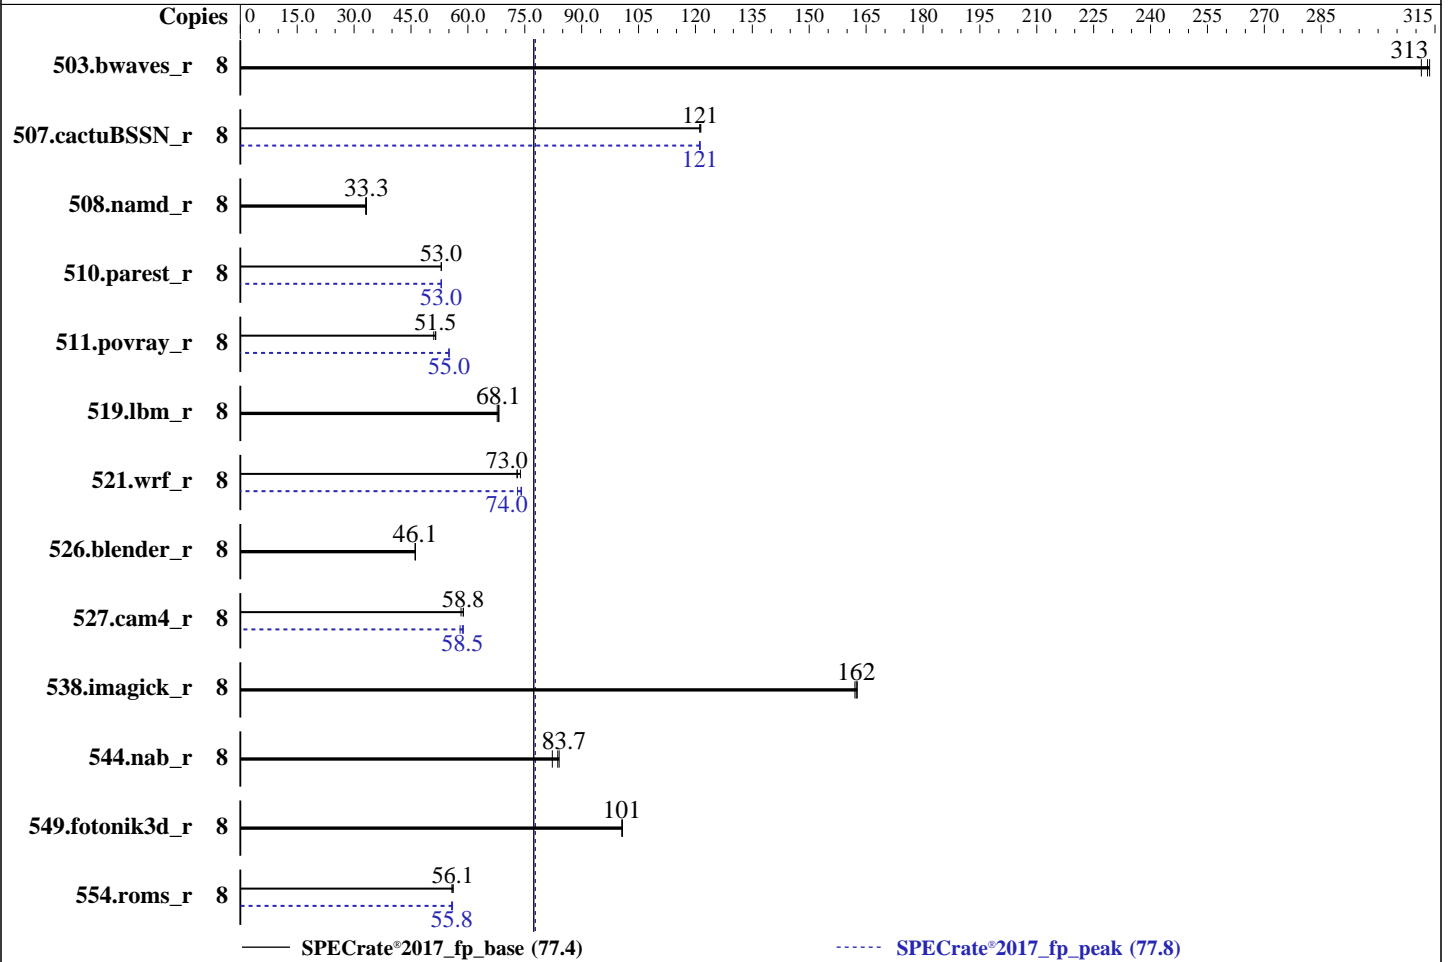 Copies 0 15.0 30.0 45.0 60.0 75.0 90.0 105 120 135 150 165 180 195 210 225 240 255 270 285 315
503.bwaves_r 8 313
507.cactuBSSN_r 8 121
121
508.namd_r 8 33.3
510.parest_r 8 53.0
53.0
511.povray_r 8 51.5
55.0
519.lbm_r 8 68.1
521.wrf_r 8 73.0
74.0
526.blender_r 8 46.1
527.cam4_r 8 58.8
58.5
538.imagick_r 8 162
544.nab_r 8 83.7
549.fotonik3d_r 8 101
554.roms_r 8 56.1
55.8
SPECrate®2017_fp_base (77.4) SPECrate®2017_fp_peak (77.8)